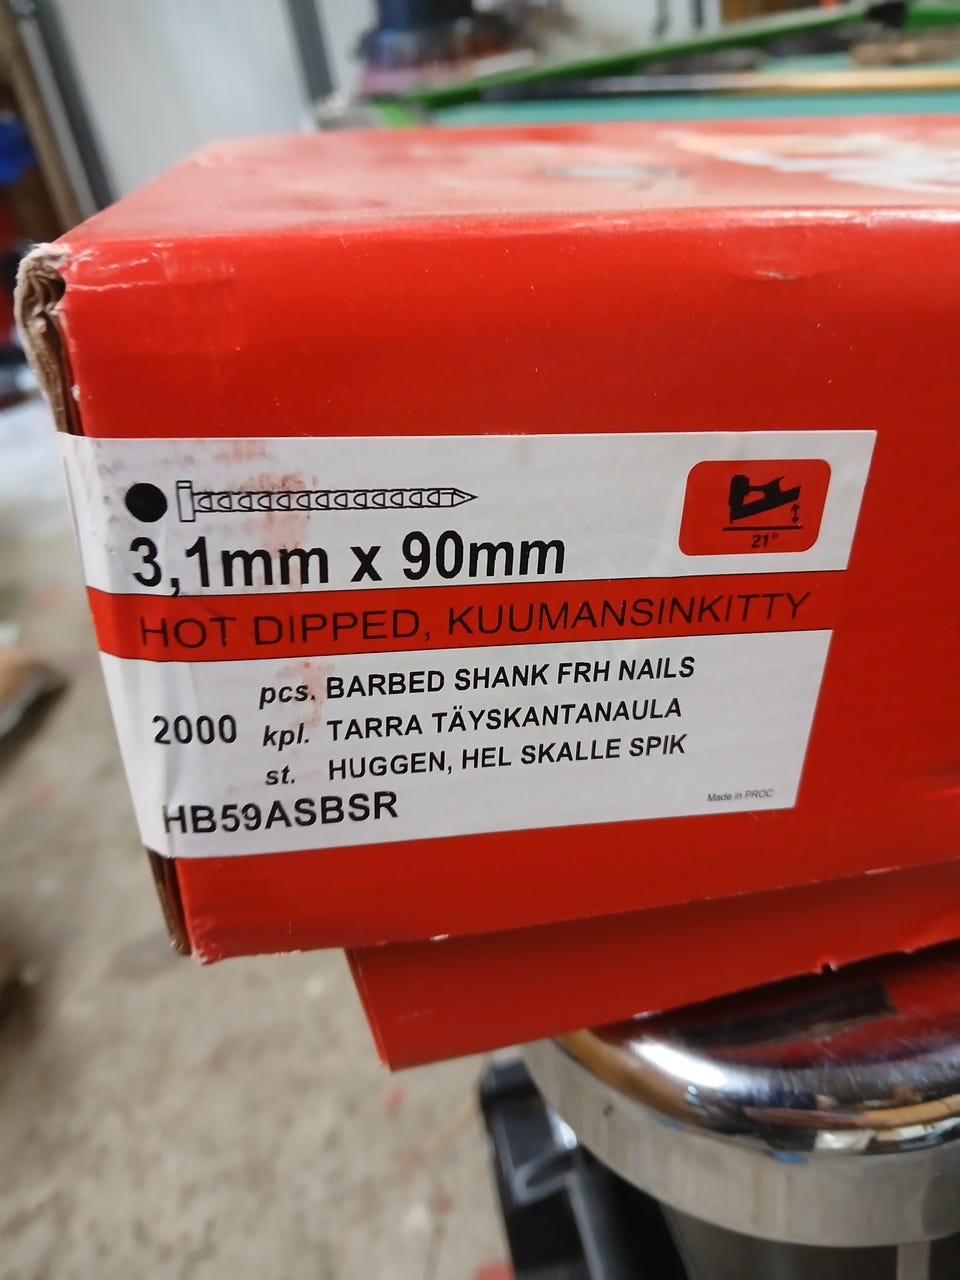 21°
3,1mm x 90mm
HOT DIPPED, KUUMANSINKITTY
pcs. BARBED SHANK FRH NAILS
2000 kpl. TARRA TÄYSKANTANAULA
st. HUGGEN, HEL SKALLE SPIK
HB59ASBSR
Made in PROC